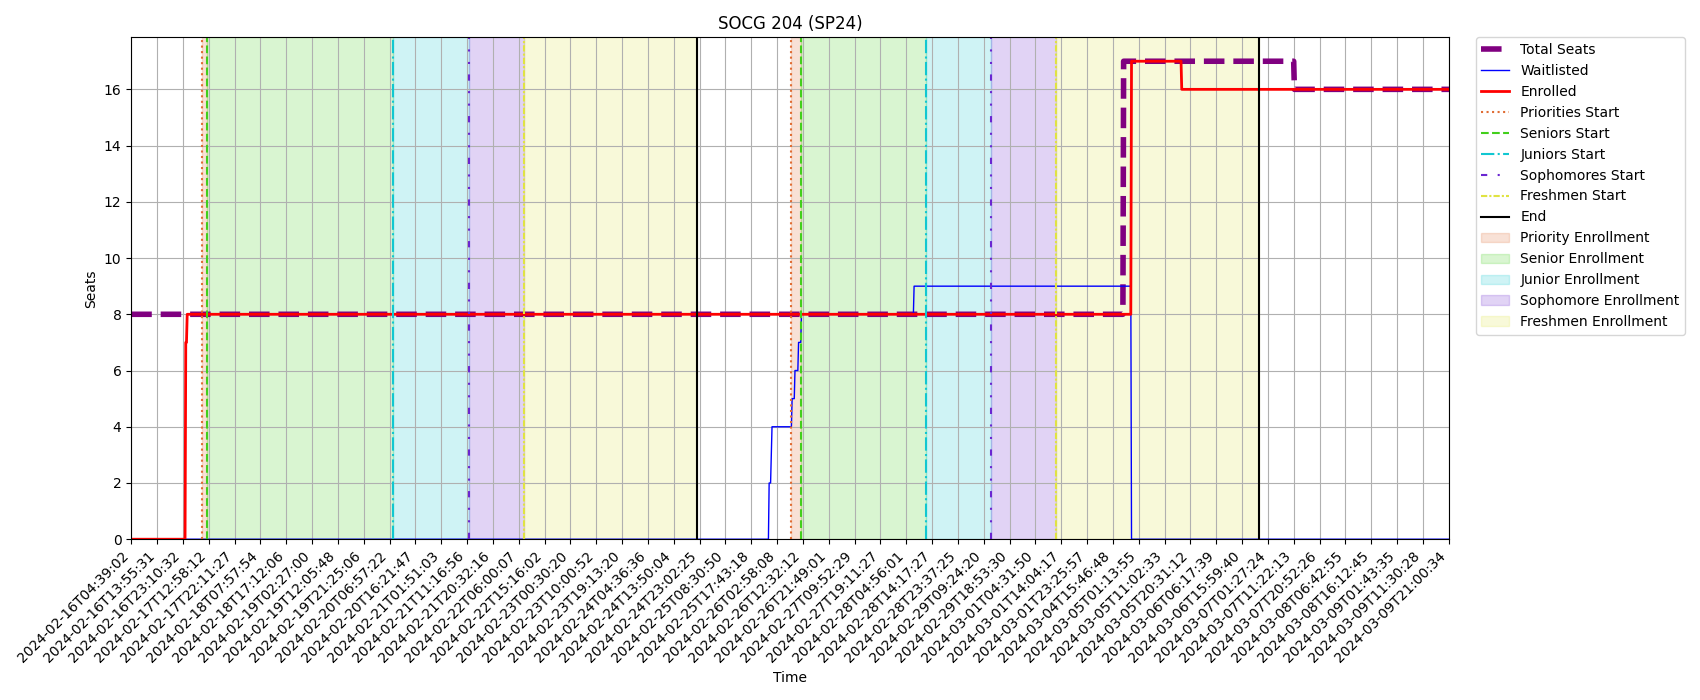 SOCG 204 (SP24)
Seats
16
14
12
10
8
6
4
2
0
2024-02-16T04:39:02
2024-02-16T13:55:31
2024-02-16T23:10:32
2024-02-17T12:58:12
2024-02-17T22:11:27
2024-02-18T07:57:54
2024-02-18T17:12:06
2024-02-19T02:27:00
2024-02-19T12:05:48
2024-02-19T21:25:06
2024-02-20T06:57:22
2024-02-20T16:21:47
2024-02-21T01:51:03
2024-02-21T11:16:56
2024-02-21T20:32:16
2024-02-22T06:00:07
2024-02-22T15:16:02
2024-02-23T00:30:20
2024-02-23T10:00:52
2024-02-23T19:13:20
2024-02-24T04:36:36
2024-02-24T13:50:04
2024-02-24T23:02:25
2024-02-25T08:30:50
2024-02-25T17:43:18
2024-02-26T02:58:08
2024-02-26T12:32:12
2024-02-26T21:49:01
2024-02-27T09:52:29
2024-02-27T19:11:27
2024-02-28T04:56:01
2024-02-28T14:17:27
2024-02-28T23:37:25
2024-02-29T09:24:20
2024-02-29T18:53:30
2024-03-01T04:31:50
2024-03-01T14:04:17
2024-03-01T23:25:57
2024-03-04T15:46:48
2024-03-05T01:13:55
2024-03-05T11:02:33
2024-03-05T20:31:12
2024-03-06T06:17:39
2024-03-06T15:59:40
2024-03-07T01:27:24
2024-03-07T11:22:13
2024-03-07T20:52:26
2024-03-08T06:42:55
2024-03-08T16:12:45
2024-03-09T01:43:35
2024-03-09T11:30:28
2024-03-09T21:00:34
Time
Total Seats
Waitlisted
Enrolled
Priorities Start
Seniors Start
Juniors Start
Sophomores Start
Freshmen Start
End
Priority Enrollment
Senior Enrollment
Junior Enrollment
Sophomore Enrollment
Freshmen Enrollment